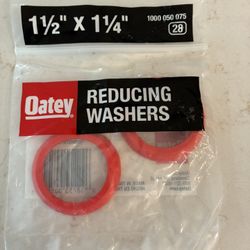 1½" X 1¼"
1000 050 075
28
Oatey
REDUCING
WASHERS